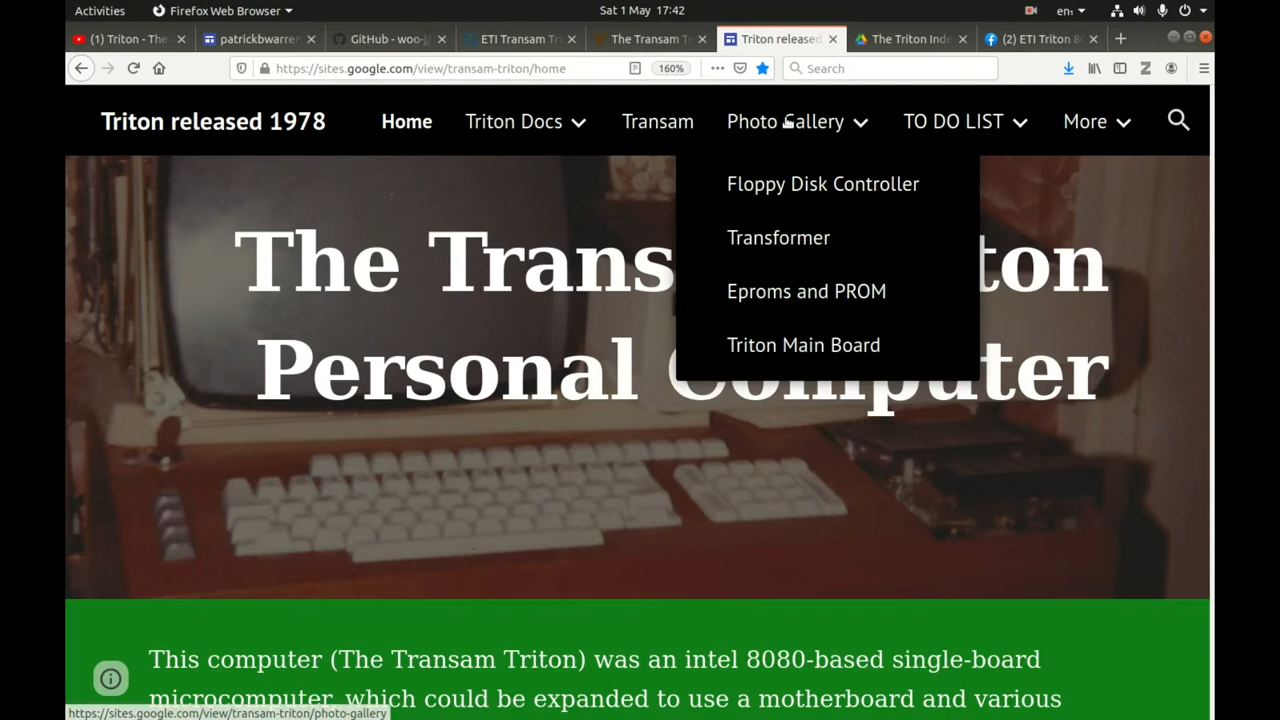 Activities
Firefox Web Browser
Sat 1 May 17:42
en₁
(1) Triton - The
patrickbwarren
GitHub - woo-j/
ETI Transam Trit
The Transam T
Triton released
The Triton Inde
(2) ETI Triton 8
https://sites.google.com/view/transam-triton/home
160%
Search
Triton released 1978
Home
Triton Docs
Transam
Photo Gallery
TO DO LIST
More
Floppy Disk Controller
Transformer
Eproms and PROM
Triton Main Board
The Trans
ton
Personal Computer
This computer (The Transam Triton) was an intel 8080-based single-board
microcomputer, which could be expanded to use a motherboard and various
https://sites.google.com/view/transam-triton/photo-gallery